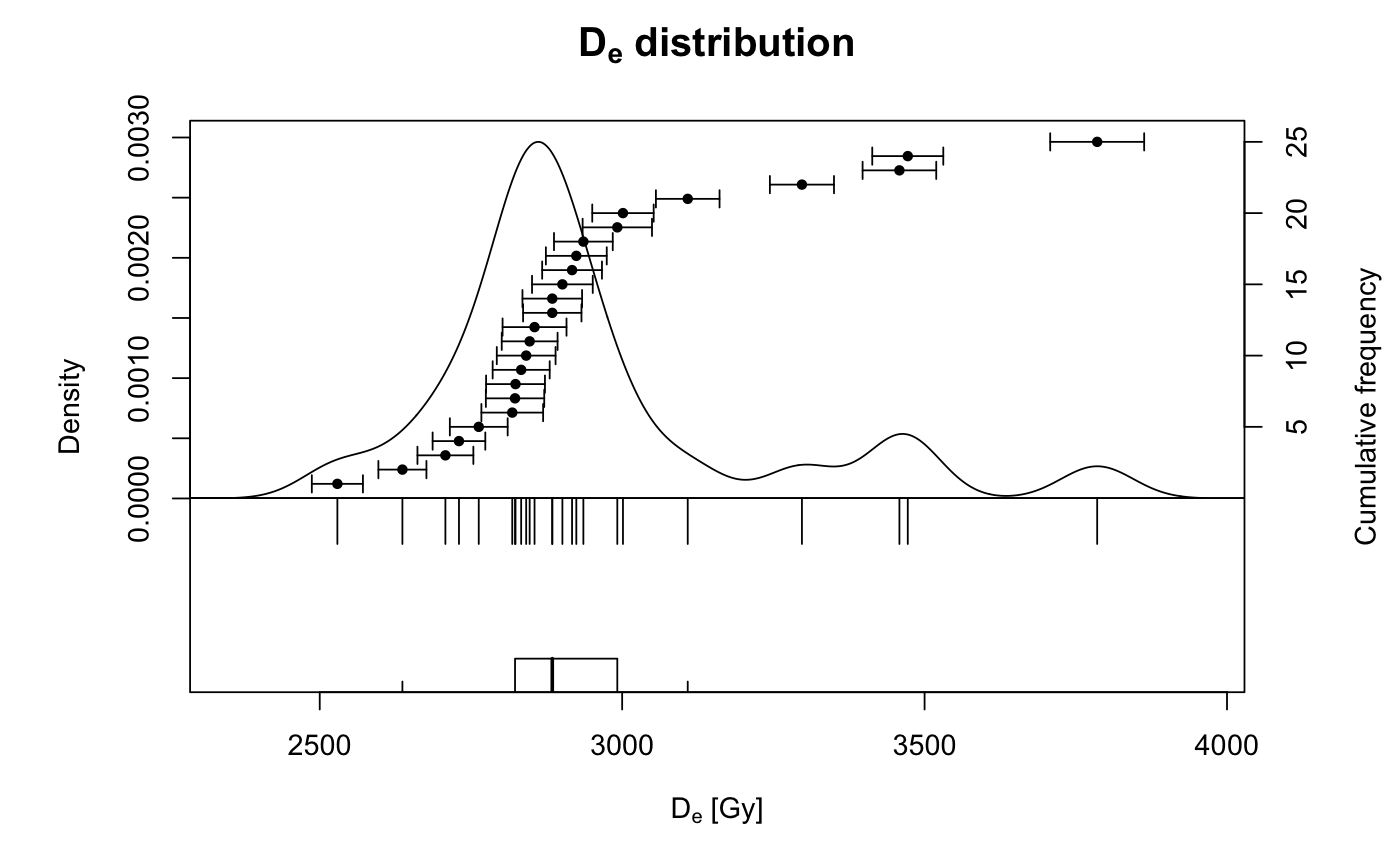 De distribution
Density
0.0000 0.0010 0.0020 0.0030
5 10 15 20 25
Cumulative frequency
2500 3000 3500 4000
De [Gy]